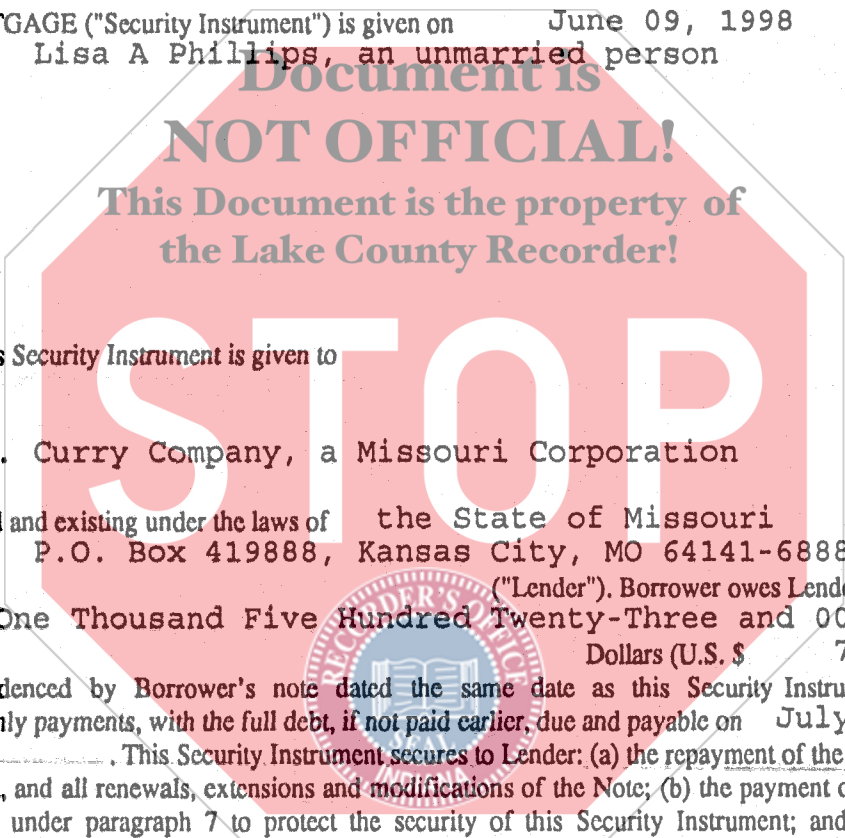 TGAGE ("Security Instrument") is given on June 09, 1998
Lisa A Phillips, an unmarried person
Document is
NOT OFFICIAL!
This Document is the property of
the Lake County Recorder!
STOP
s Security Instrument is given to
. Curry Company, a Missouri Corporation
l and existing under the laws of the State of Missouri
P.O. Box 419888, Kansas City, MO 64141-6888
("Lender"). Borrower owes Lende
One Thousand Five Hundred Twenty-Three and 00
Dollars (U.S. $ 7
denced by Borrower's note dated the same date as this Security Instru
nly payments, with the full debt, if not paid earlier, due and payable on July
. This Security Instrument secures to Lender: (a) the repayment of the
, and all renewals, extensions and modifications of the Note; (b) the payment o
under paragraph 7 to protect the security of this Security Instrument; and
RECORDER'S OFFICE
SEAL
INDIANA